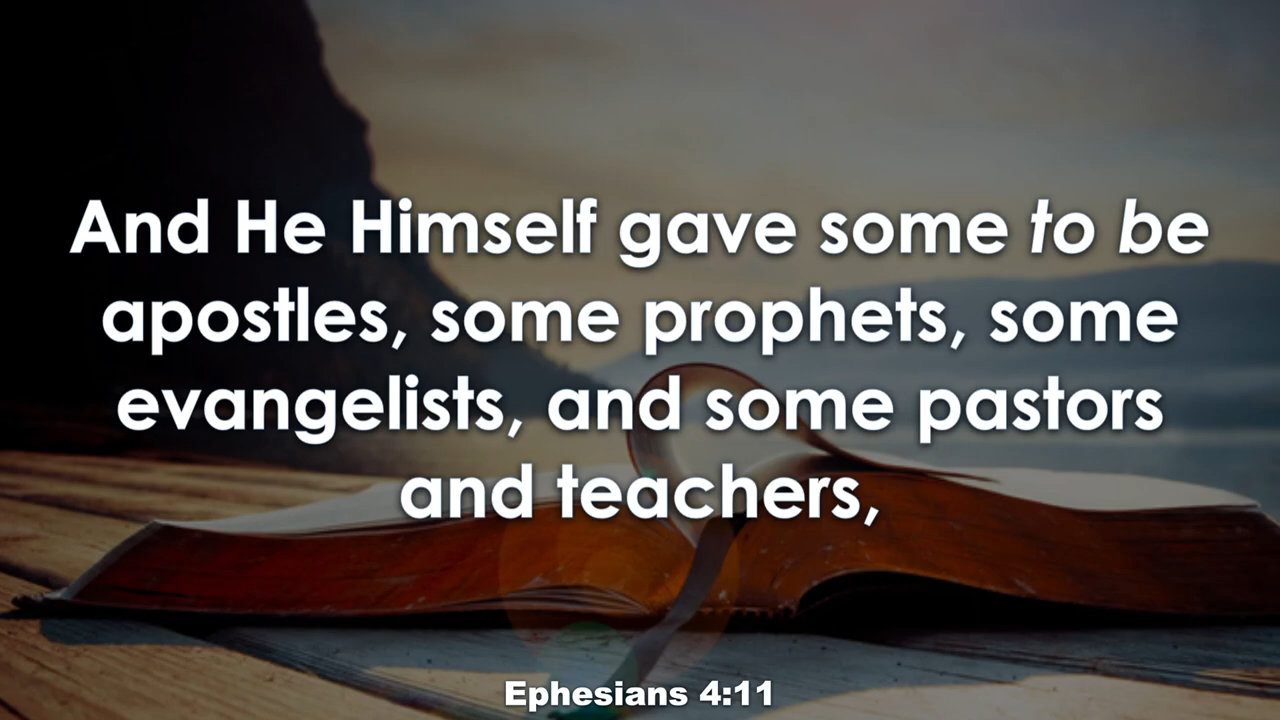 And He Himself gave some to be
apostles, some prophets, some
evangelists, and some pastors
and teachers,
Ephesians 4:11